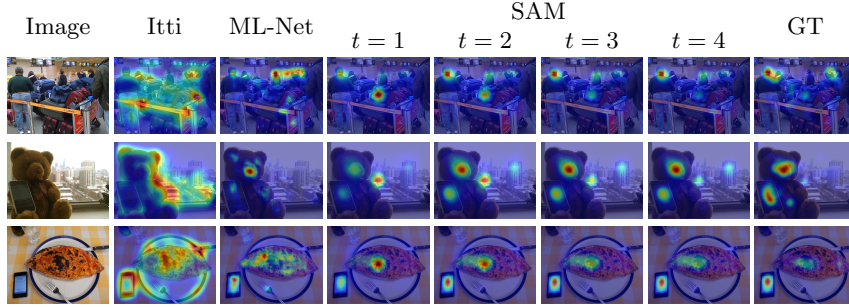 SAM
Image Itti ML-Net t = 1 t = 2 t = 3 t = 4 GT